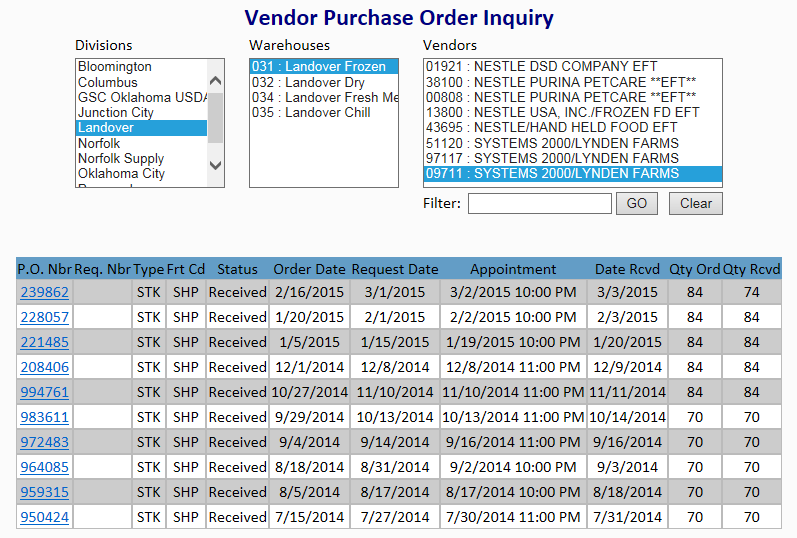 Vendor Purchase Order Inquiry
Divisions Warehouses Vendors
Bloomington
Columbus
GSC Oklahoma USDA
Junction City
Landover
Norfolk
Norfolk Supply
Oklahoma City
031 : Landover Frozen
032 : Landover Dry
034 : Landover Fresh Me
035 : Landover Chill
01921 : NESTLE DSD COMPANY EFT
38100 : NESTLE PURINA PETCARE **EFT**
00808 : NESTLE PURINA PETCARE **EFT**
13800 : NESTLE USA, INC./FROZEN FD EFT
43695 : NESTLE/HAND HELD FOOD EFT
51120 : SYSTEMS 2000/LYNDEN FARMS
97117 : SYSTEMS 2000/LYNDEN FARMS
09711 : SYSTEMS 2000/LYNDEN FARMS
Filter: GO Clear
P.O. Nbr Req. Nbr Type Frt Cd Status Order Date Request Date Appointment Date Rcvd Qty Ord Qty Rcvd
239862 STK SHP Received 2/16/2015 3/1/2015 3/2/2015 10:00 PM 3/3/2015 84 74
228057 STK SHP Received 1/20/2015 2/1/2015 2/2/2015 10:00 PM 2/3/2015 84 84
221485 STK SHP Received 1/5/2015 1/15/2015 1/19/2015 10:00 PM 1/20/2015 84 84
208406 STK SHP Received 12/1/2014 12/8/2014 12/8/2014 11:00 PM 12/9/2014 84 84
994761 STK SHP Received 10/27/2014 11/10/2014 11/10/2014 11:00 PM 11/11/2014 84 84
983611 STK SHP Received 9/29/2014 10/13/2014 10/13/2014 11:00 PM 10/14/2014 70 70
972483 STK SHP Received 9/4/2014 9/14/2014 9/16/2014 11:00 PM 9/16/2014 70 70
964085 STK SHP Received 8/18/2014 8/31/2014 9/2/2014 10:00 PM 9/3/2014 70 70
959315 STK SHP Received 8/5/2014 8/17/2014 8/17/2014 10:00 PM 8/18/2014 70 70
950424 STK SHP Received 7/15/2014 7/27/2014 7/30/2014 11:00 PM 7/31/2014 70 70